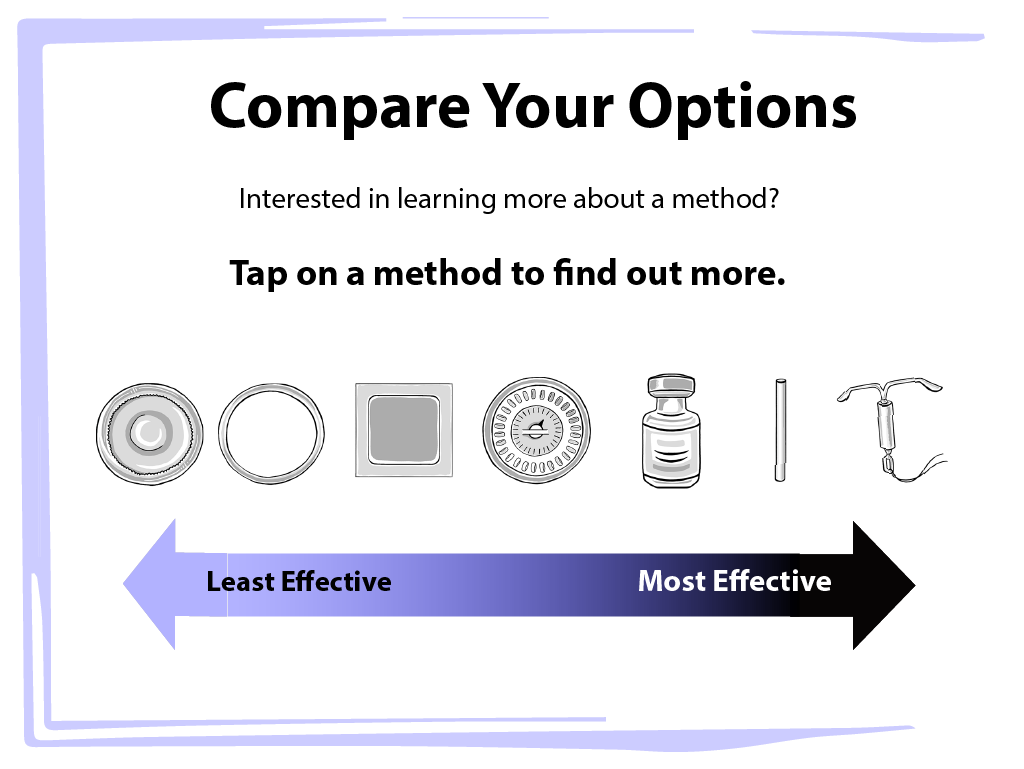 Compare Your Options
Interested in learning more about a method?
Tap on a method to find out more.
Least Effective
Most Effective